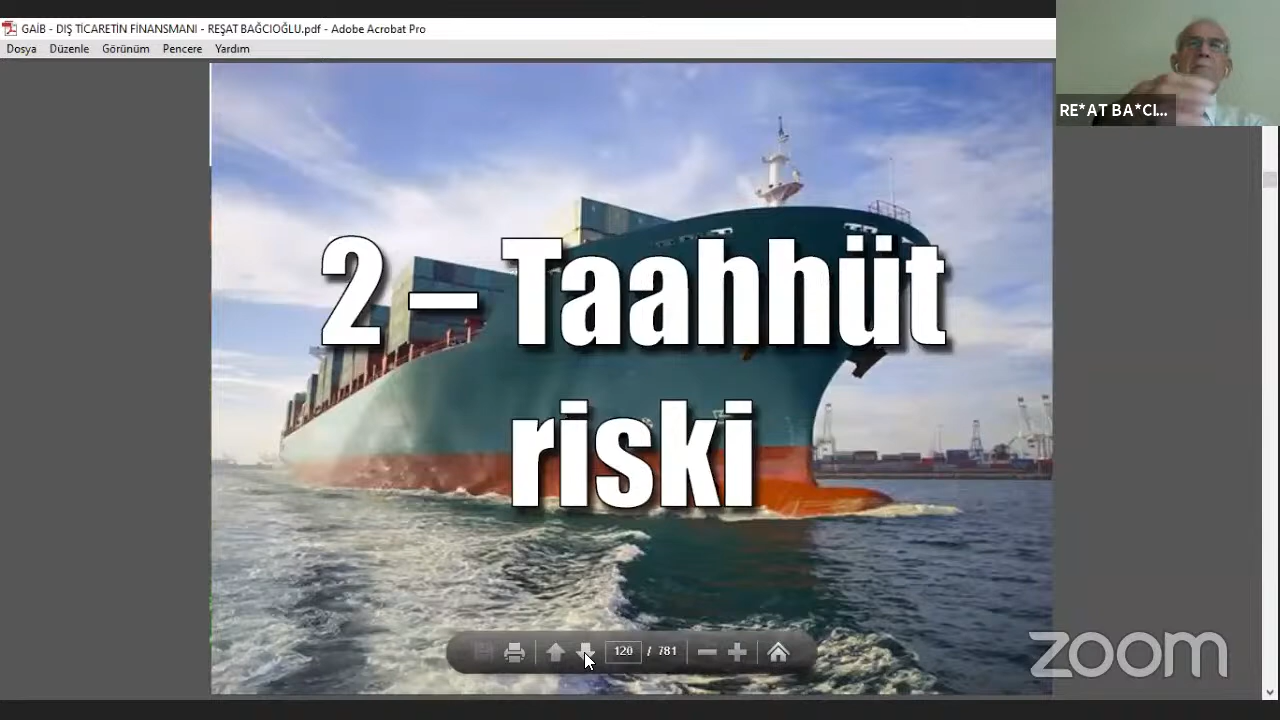 GAİB - DIŞ TİCARETİN FİNANSMANI - REŞAT BAĞCIOĞLU.pdf - Adobe Acrobat Pro
Dosya Düzenle Görünüm Pencere Yardım
RE*AT BA*CI...
2 – Taahhüt
riski
120 / 781
zoom